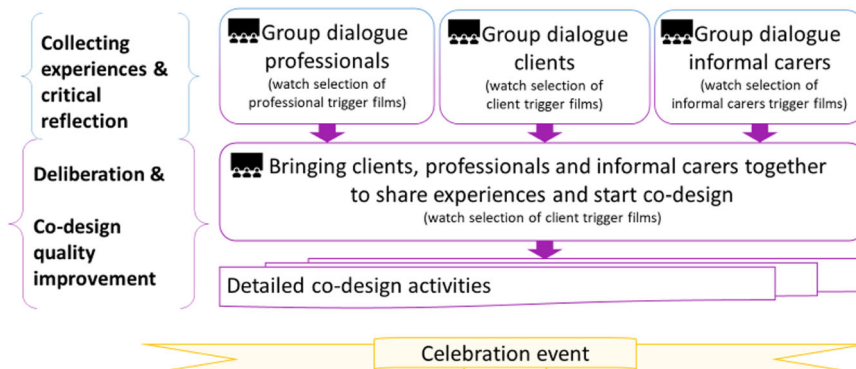 Collecting
experiences &
critical
reflection
Group dialogue
professionals
(watch selection of
professional trigger films)
Group dialogue
clients
(watch selection of
client trigger films)
Group dialogue
informal carers
(watch selection of
informal carers trigger films)
Deliberation &
Co-design
quality
improvement
Bringing clients, professionals and informal carers together
to share experiences and start co-design
(watch selection of client trigger films)
Detailed co-design activities
Celebration event